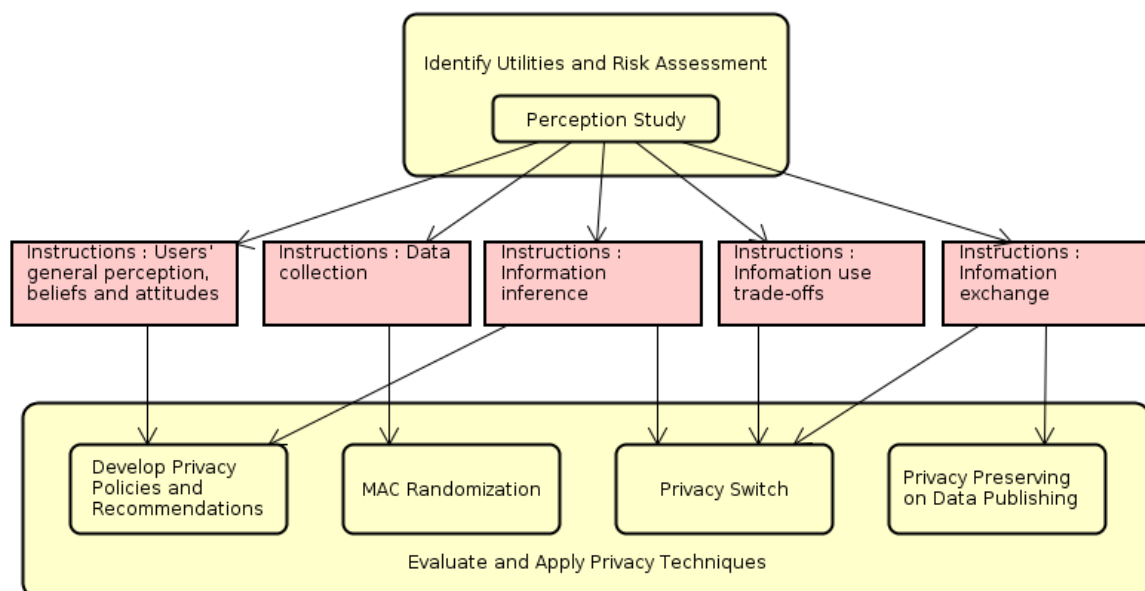 Identify Utilities and Risk Assessment
Perception Study
Instructions : Users'
general perception,
beliefs and attitudes
Instructions : Data
collection
Instructions :
Information
inference
Instructions :
Infomation use
trade-offs
Instructions :
Infomation
exchange
Develop Privacy
Policies and
Recommendations
MAC Randomization
Privacy Switch
Privacy Preserving
on Data Publishing
Evaluate and Apply Privacy Techniques